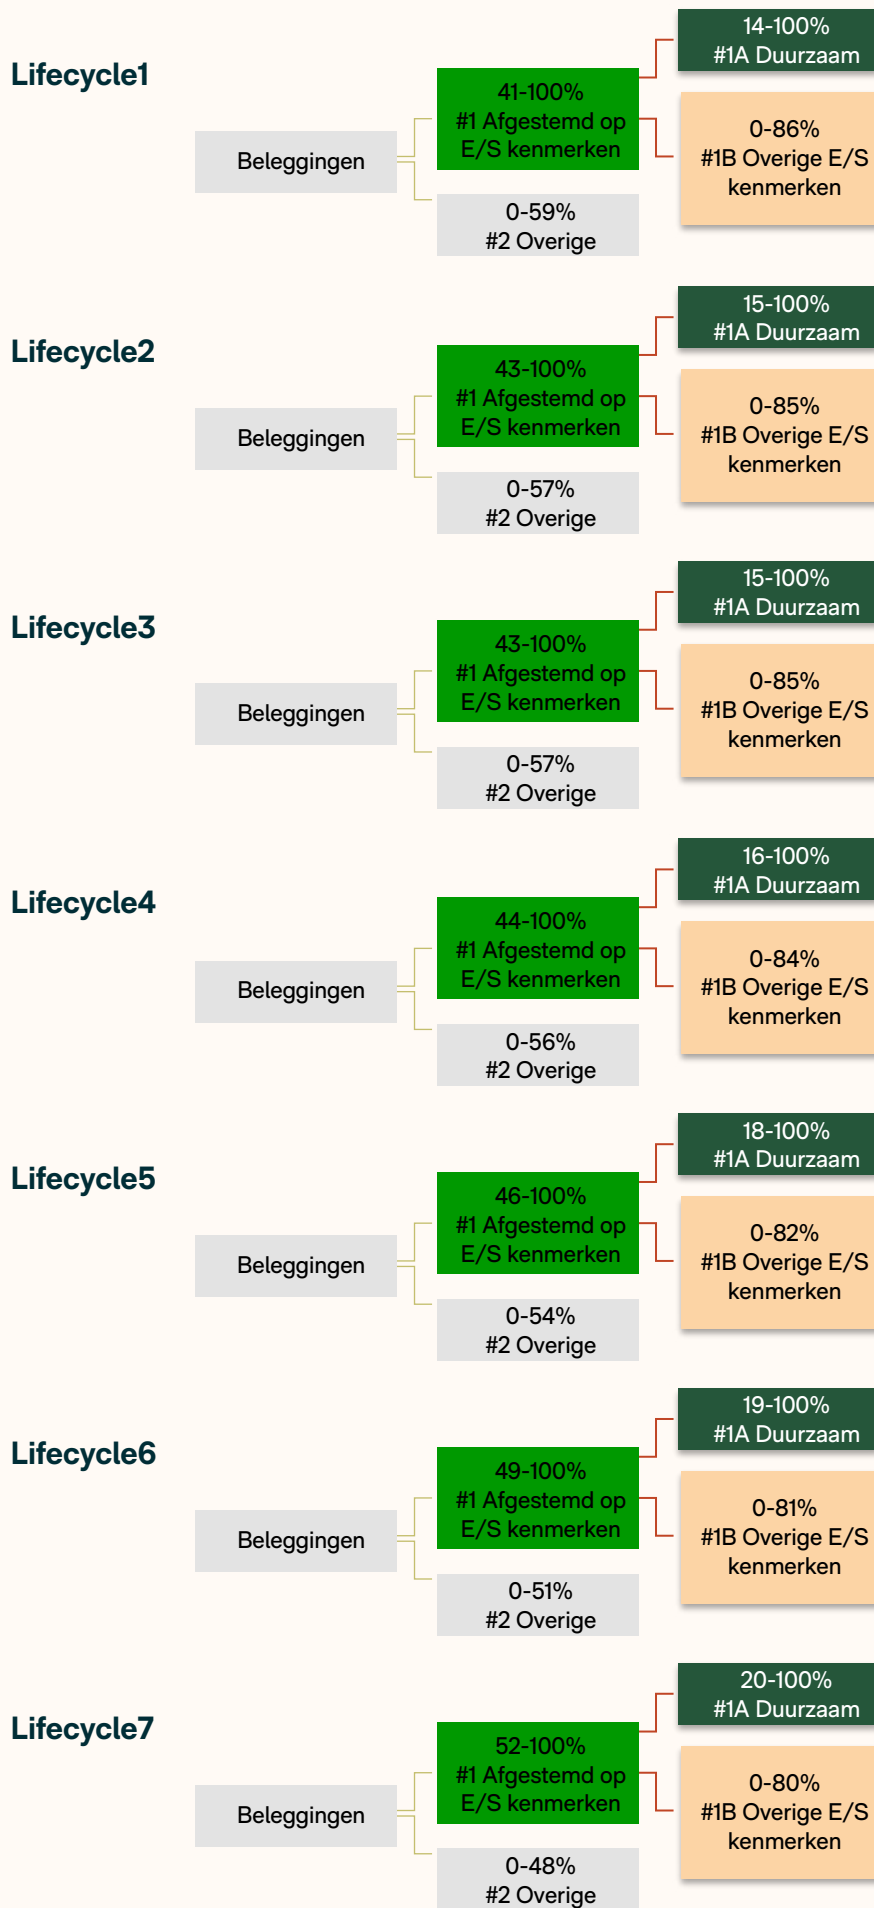 Lifecycle1
Beleggingen
41-100%
#1 Afgestemd op
E/S kenmerken
0-59%
#2 Overige
14-100%
#1A Duurzaam
0-86%
#1B Overige E/S
kenmerken
Lifecycle2
Beleggingen
43-100%
#1 Afgestemd op
E/S kenmerken
0-57%
#2 Overige
15-100%
#1A Duurzaam
0-85%
#1B Overige E/S
kenmerken
Lifecycle3
Beleggingen
43-100%
#1 Afgestemd op
E/S kenmerken
0-57%
#2 Overige
15-100%
#1A Duurzaam
0-85%
#1B Overige E/S
kenmerken
Lifecycle4
Beleggingen
44-100%
#1 Afgestemd op
E/S kenmerken
0-56%
#2 Overige
16-100%
#1A Duurzaam
0-84%
#1B Overige E/S
kenmerken
Lifecycle5
Beleggingen
46-100%
#1 Afgestemd op
E/S kenmerken
0-54%
#2 Overige
18-100%
#1A Duurzaam
0-82%
#1B Overige E/S
kenmerken
Lifecycle6
Beleggingen
49-100%
#1 Afgestemd op
E/S kenmerken
0-51%
#2 Overige
19-100%
#1A Duurzaam
0-81%
#1B Overige E/S
kenmerken
Lifecycle7
Beleggingen
52-100%
#1 Afgestemd op
E/S kenmerken
0-48%
#2 Overige
20-100%
#1A Duurzaam
0-80%
#1B Overige E/S
kenmerken